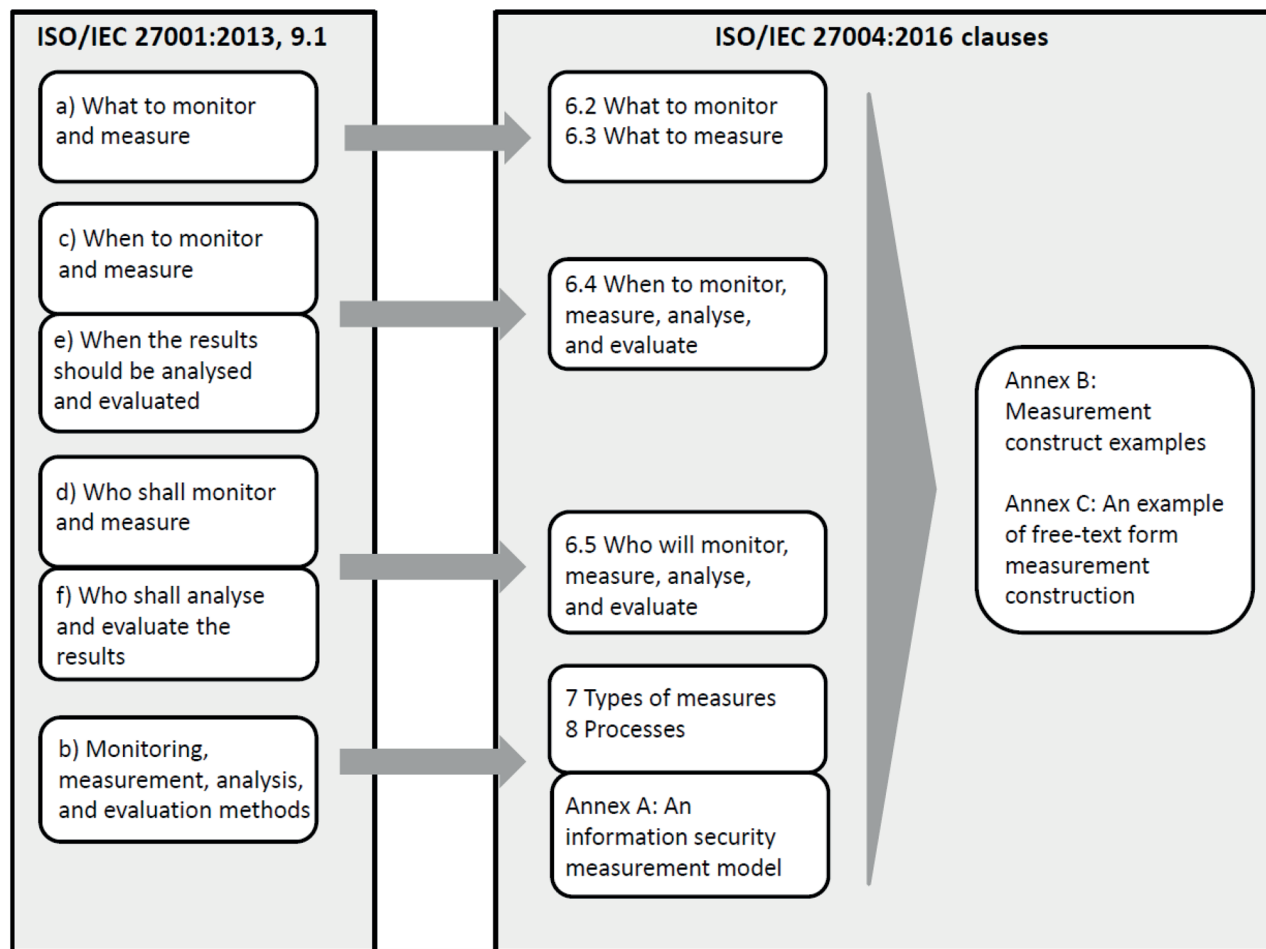 ISO/IEC 27001:2013, 9.1
a) What to monitor
and measure
c) When to monitor
and measure
e) When the results
should be analysed
and evaluated
d) Who shall monitor
and measure
f) Who shall analyse
and evaluate the
results
b) Monitoring,
measurement, analysis,
and evaluation methods
ISO/IEC 27004:2016 clauses
6.2 What to monitor
6.3 What to measure
6.4 When to monitor,
measure, analyse,
and evaluate
6.5 Who will monitor,
measure, analyse,
and evaluate
7 Types of measures
8 Processes
Annex A: An
information security
measurement model
Annex B:
Measurement
construct examples
Annex C: An example
of free-text form
measurement
construction